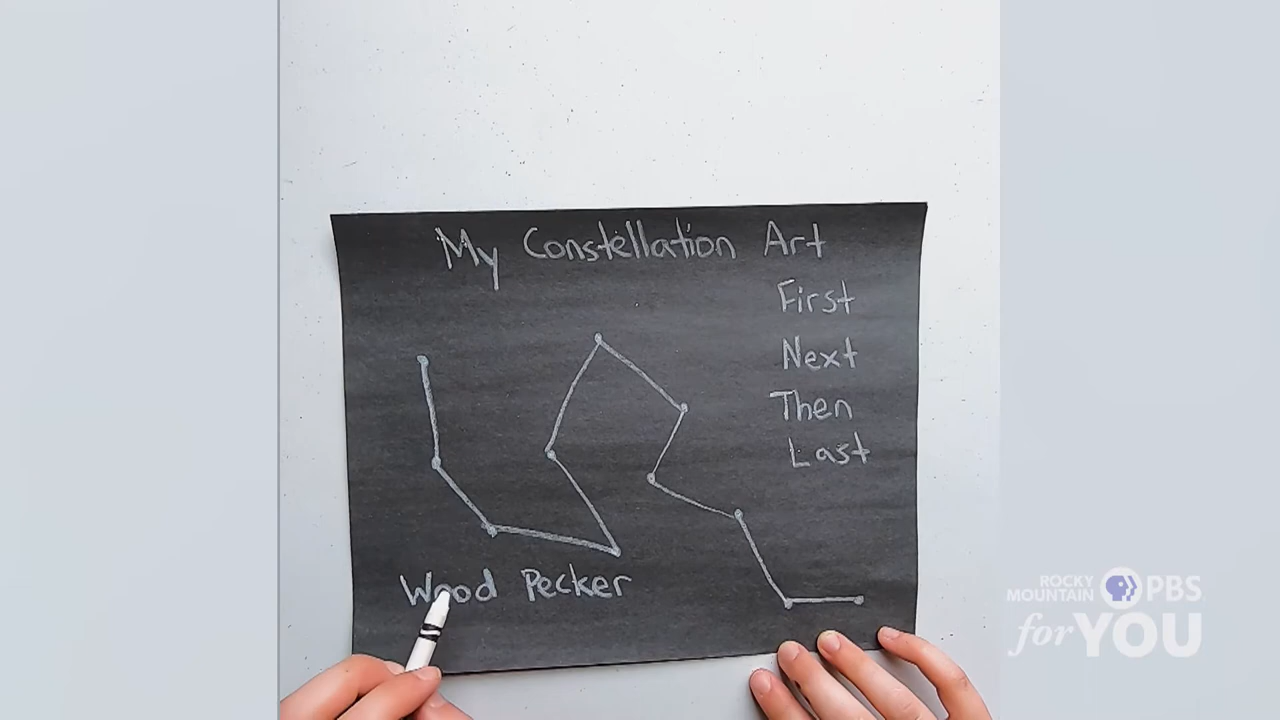 My Constellation Art
First
Next
Then
Last
Wood Pecker
ROCKY
MOUNTAIN PBS
for YOU